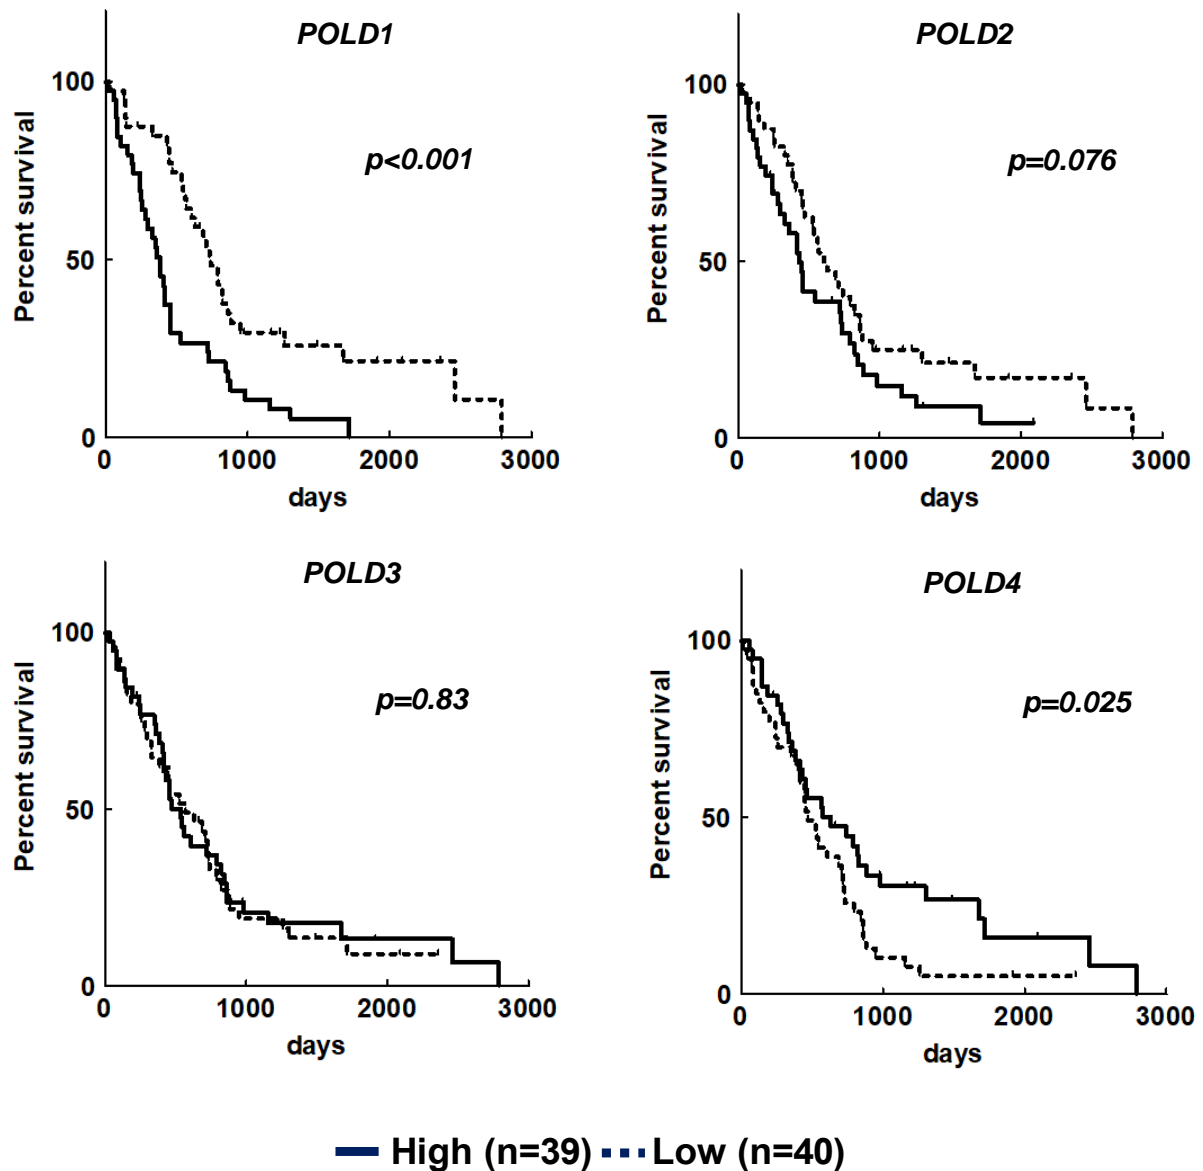 POLD1
Percent survival
100
50
0
p<0.001
0 1000 2000 3000
days
POLD2
Percent survival
100
50
0
p=0.076
0 1000 2000 3000
days
POLD3
Percent survival
100
50
0
p=0.83
0 1000 2000 3000
days
POLD4
Percent survival
100
50
0
p=0.025
0 1000 2000 3000
days
High (n=39) Low (n=40)